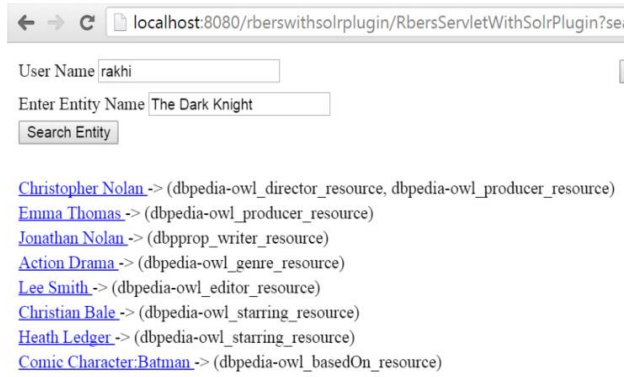 localhost:8080/rberswithsolrplugin/RbersServletWithSolrPlugin?sea
User Name rakhi
Enter Entity Name The Dark Knight
Search Entity
Christopher Nolan -> (dbpedia-owl_director_resource, dbpedia-owl_producer_resource)
Emma Thomas -> (dbpedia-owl_producer_resource)
Jonathan Nolan -> (dbpprop_writer_resource)
Action Drama -> (dbpedia-owl_genre_resource)
Lee Smith -> (dbpedia-owl_editor_resource)
Christian Bale -> (dbpedia-owl_starring_resource)
Heath Ledger -> (dbpedia-owl_starring_resource)
Comic Character:Batman -> (dbpedia-owl_basedOn_resource)